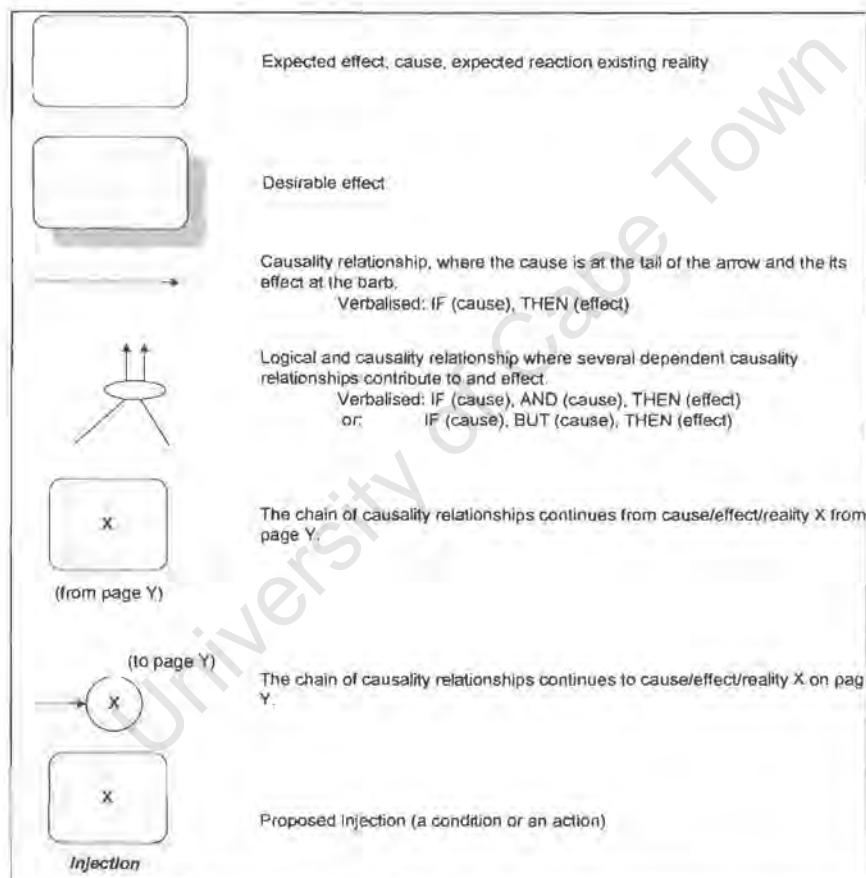 Expected effect, cause, expected reaction existing reality
Desirable effect
Causality relationship, where the cause is at the tail of the arrow and the its
effect at the barb.
Verbalised: IF (cause), THEN (effect)
Logical and causality relationship where several dependent causality
relationships contribute to and effect.
Verbalised: IF (cause), AND (cause), THEN (effect)
or: IF (cause), BUT (cause), THEN (effect)
X
The chain of causality relationships continues from cause/effect/reality X from
page Y.
(from page Y)
(to page Y)
X
The chain of causality relationships continues to cause/effect/reality X on pag
Y.
X
Proposed Injection (a condition or an action)
Injection
University of Cape Town